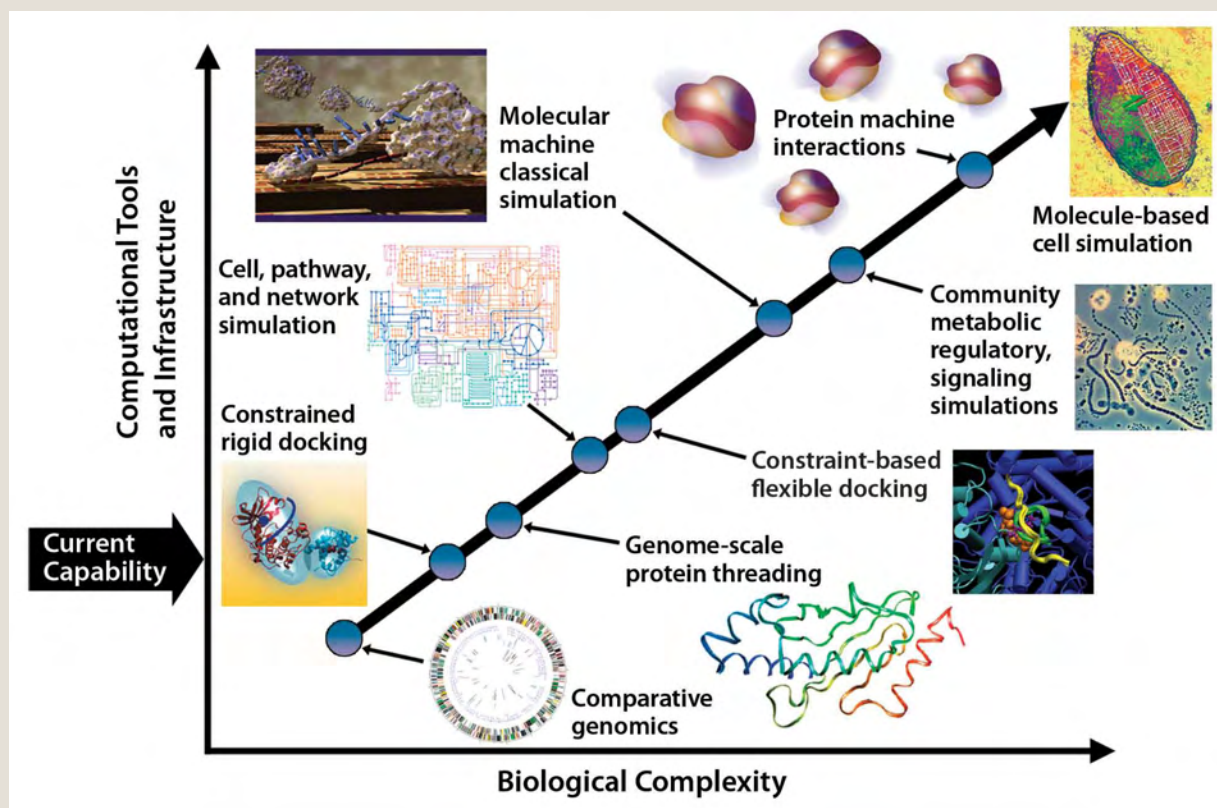 Computational Tools
and Infrastructure
Molecular
machine
classical
simulation
Protein machine
interactions
Molecule-based
cell simulation
Cell, pathway,
and network
simulation
Community
metabolic
regulatory,
signaling
simulations
Constrained
rigid docking
Constraint-based
flexible docking
Current
Capability
Genome-scale
protein threading
Comparative
genomics
Biological Complexity